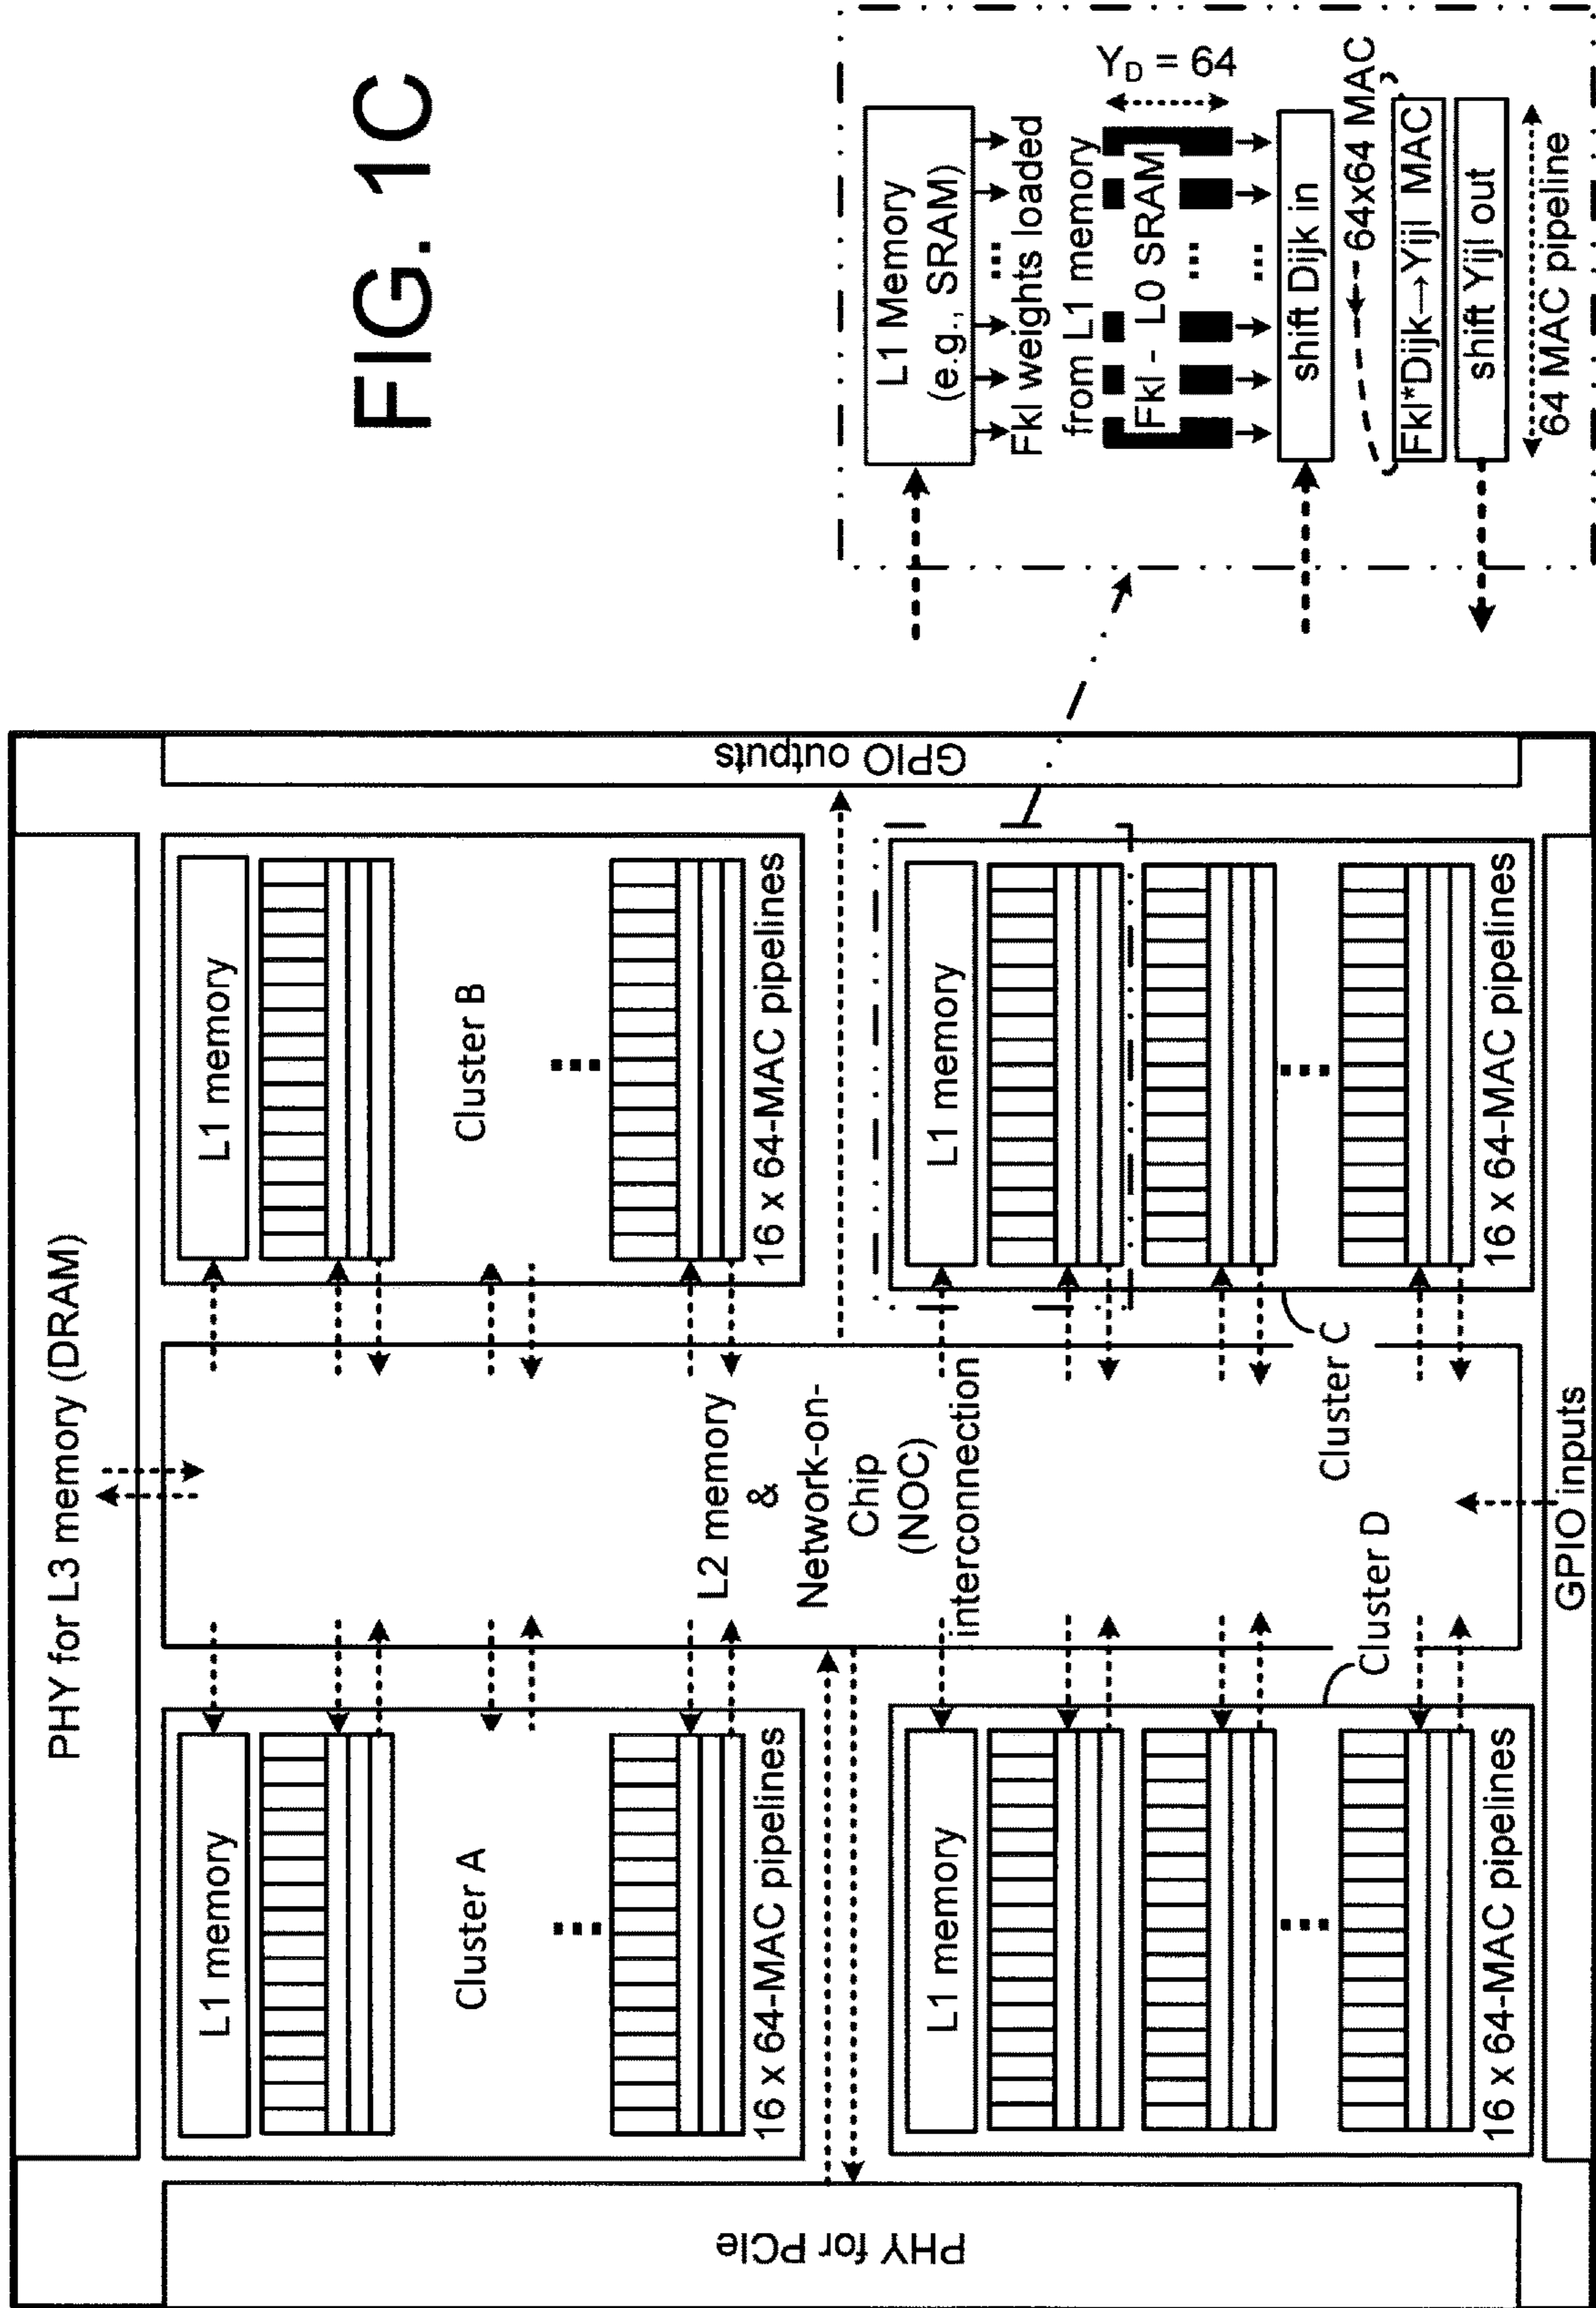 FIG. 1C
PHY for L3 memory (DRAM)
PHY for PCIe
L1 memory
Cluster A
...
16 x 64-MAC pipelines
L1 memory
...
16 x 64-MAC pipelines
L2 memory
&
Network-on-
Chip
(NOC)
interconnection
Cluster D
Cluster C
L1 memory
Cluster B
...
16 x 64-MAC pipelines
L1 memory
...
16 x 64-MAC pipelines
GPIO outputs
GPIO inputs
L1 Memory
(e.g., SRAM)
...
Fkl weights loaded
from L1 memory
Y_D = 64
Fkl - L0 SRAM
...
...
shift Dijk in
64x64 MAC
Fkl*Dijk→Yijl MAC
shift Yijl out
64 MAC pipeline